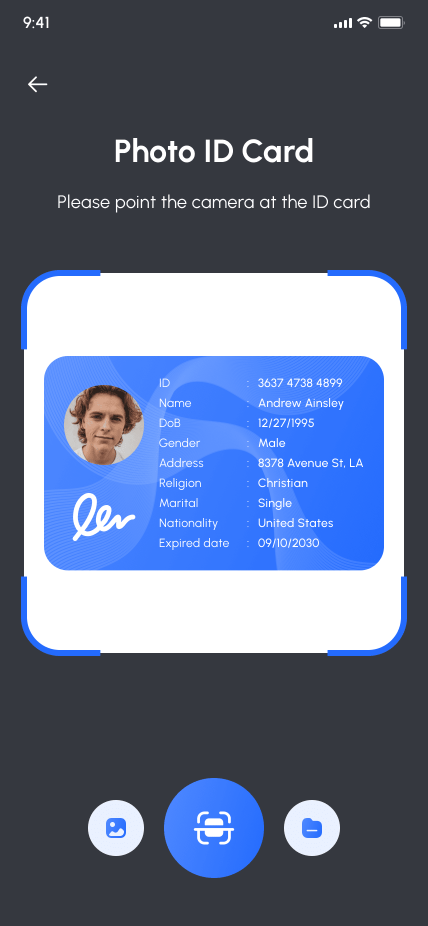 9:41
Photo ID Card
Please point the camera at the ID card
ID : 3637 4738 4899
Name : Andrew Ainsley
DoB : 12/27/1995
Gender : Male
Address : 8378 Avenue St, LA
Religion : Christian
Marital : Single
Nationality : United States
Expired date : 09/10/2030